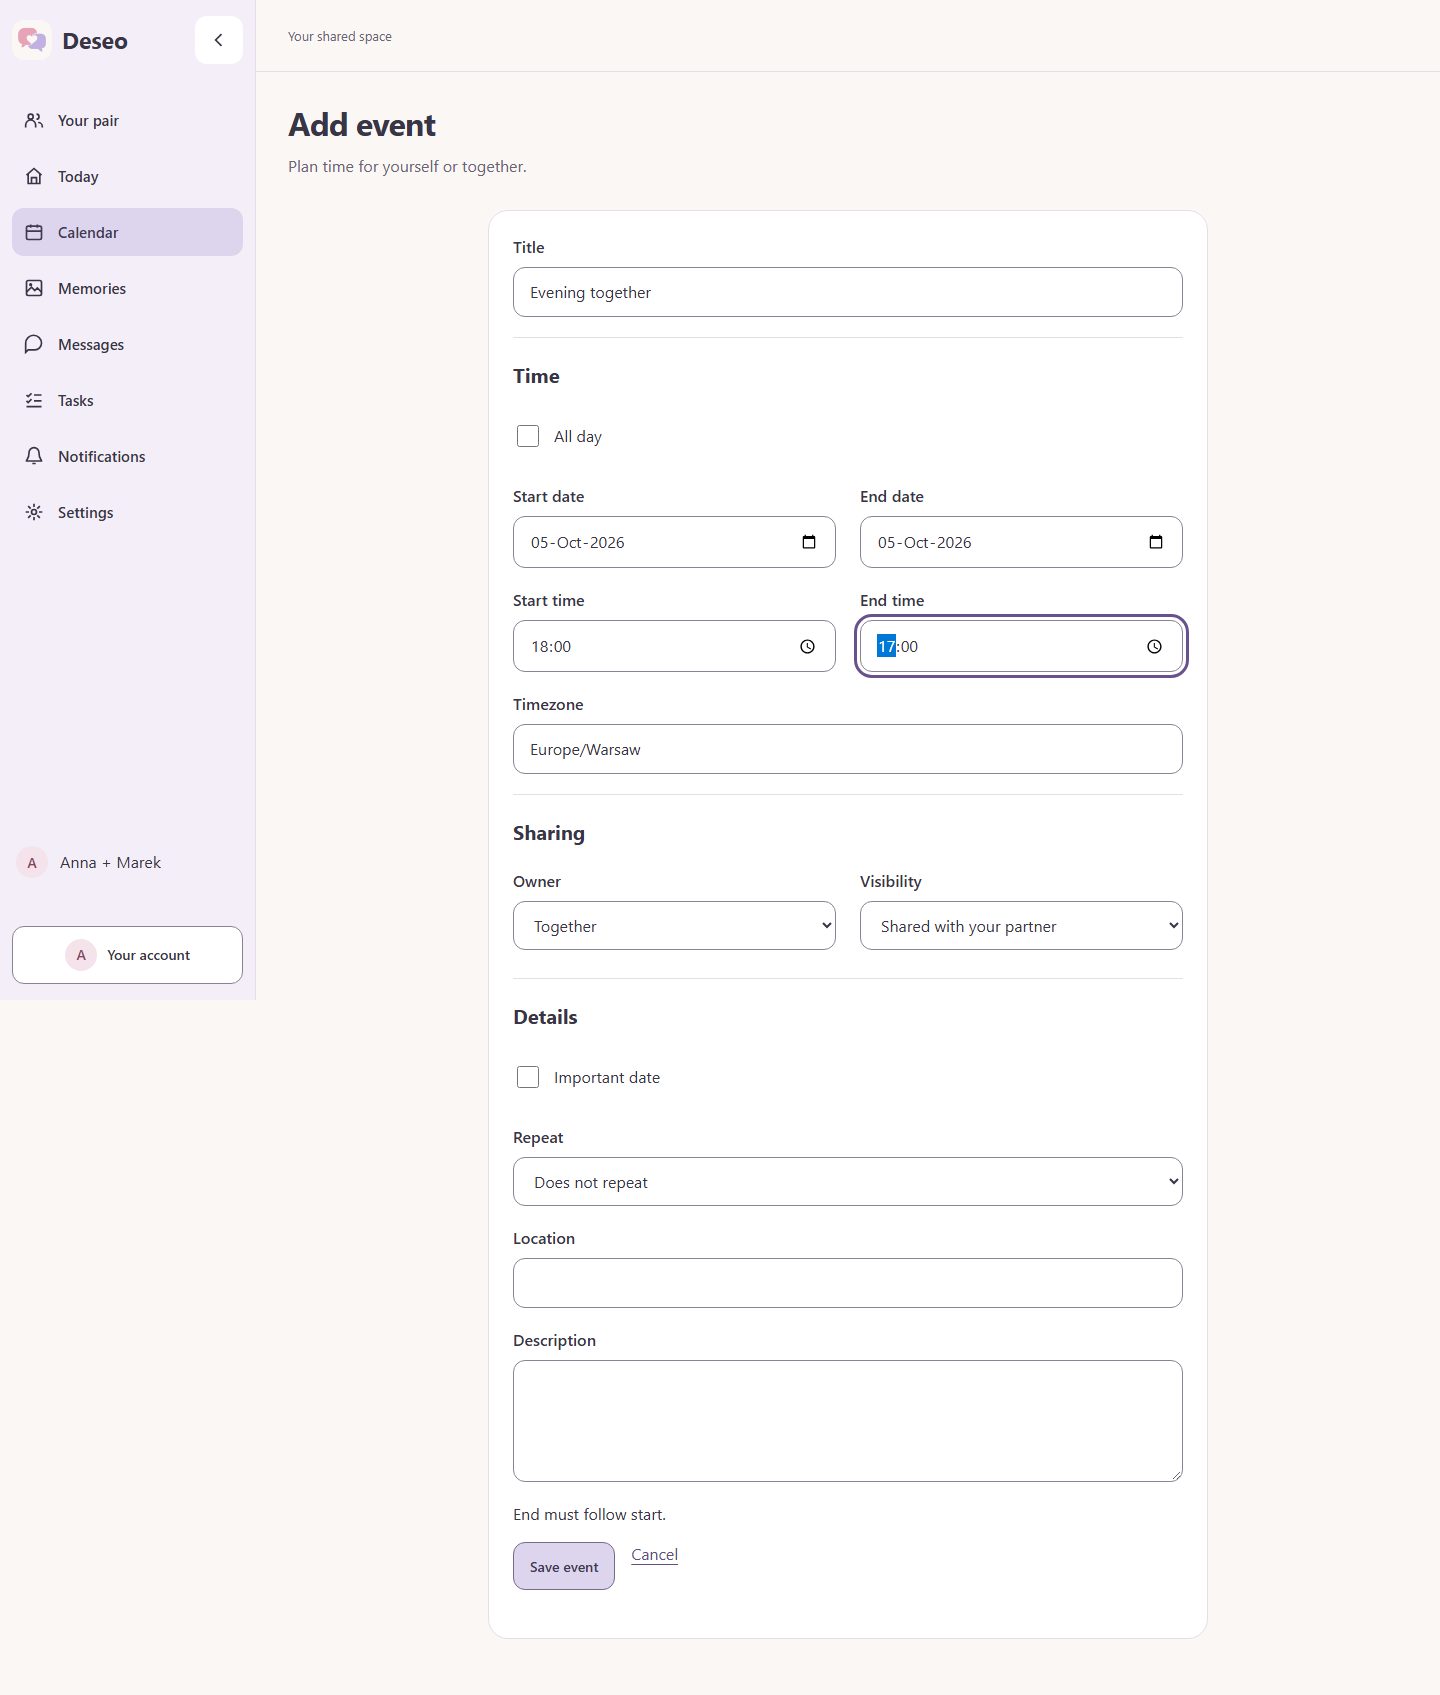 Deseo
Your pair
Today
Calendar
Memories
Messages
Tasks
Notifications
Settings
A Anna + Marek
A Your account
Your shared space
Add event
Plan time for yourself or together.
Title
Evening together
Time
All day
Start date End date
05-Oct-2026 05-Oct-2026
Start time End time
18:00 17:00
Timezone
Europe/Warsaw
Sharing
Owner Visibility
Together Shared with your partner
Details
Important date
Repeat
Does not repeat
Location
Description
End must follow start.
Save event Cancel